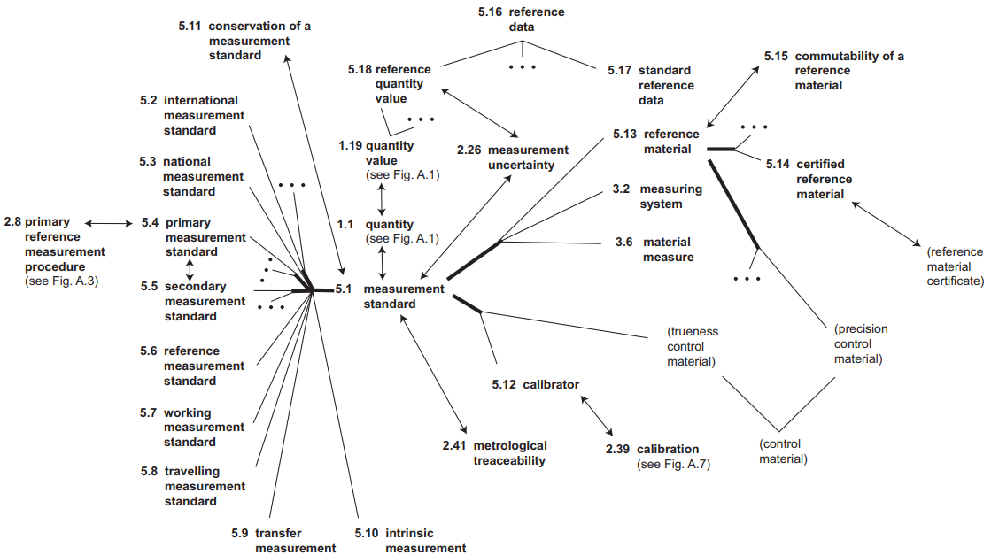 5.16 reference
data
5.11 conservation of a
measurement
standard
5.18 reference
quantity
value
5.17 standard
reference
data
5.15 commutability of a
reference
material
5.2 international
measurement
standard
5.13 reference
material
1.19 quantity
value
(see Fig. A.1)
2.26 measurement
uncertainty
5.3 national
measurement
standard
5.14 certified
reference
material
3.2 measuring
system
2.8 primary
reference
measurement
procedure
(see Fig. A.3)
5.4 primary
measurement
standard
1.1 quantity
(see Fig. A.1)
3.6 material
measure
(reference
material
certificate)
5.5 secondary
measurement
standard
5.1 measurement
standard
(trueness
control
material)
(precision
control
material)
5.6 reference
measurement
standard
5.12 calibrator
5.7 working
measurement
standard
2.41 metrological
traceability
2.39 calibration
(see Fig. A.7)
(control
material)
5.8 travelling
measurement
standard
5.9 transfer
measurement
5.10 intrinsic
measurement